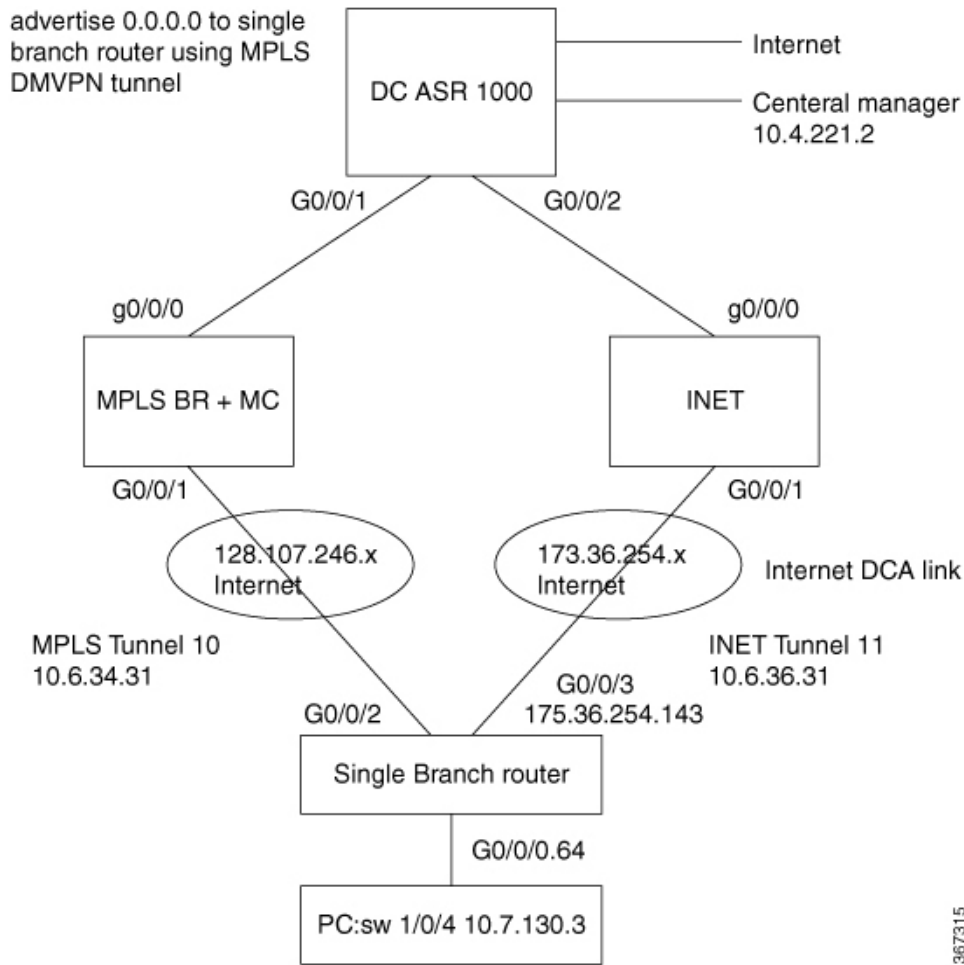 advertise 0.0.0.0 to single
branch router using MPLS
DMVPN tunnel
DC ASR 1000
Internet
Centeral manager
10.4.221.2
G0/0/1
G0/0/2
g0/0/0
g0/0/0
MPLS BR + MC
INET
G0/0/1
G0/0/1
128.107.246.x
Internet
173.36.254.x
Internet
Internet DCA link
MPLS Tunnel 10
10.6.34.31
INET Tunnel 11
10.6.36.31
G0/0/2
G0/0/3
175.36.254.143
Single Branch router
G0/0/0.64
PC:sw 1/0/4 10.7.130.3
367315